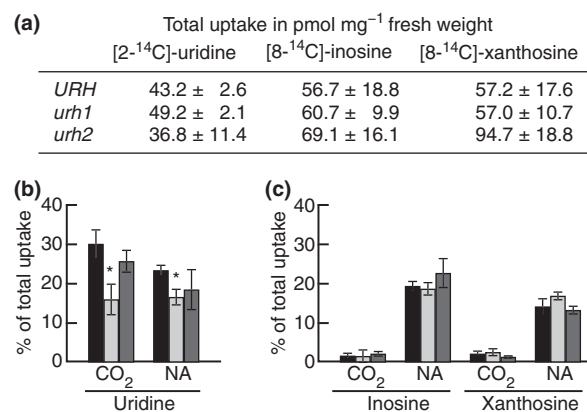 (a) Total uptake in pmol mg⁻¹ fresh weight
[2-¹⁴C]-uridine [8-¹⁴C]-inosine [8-¹⁴C]-xanthosine
URH 43.2 ± 2.6 56.7 ± 18.8 57.2 ± 17.6
urh1 49.2 ± 2.1 60.7 ± 9.9 57.0 ± 10.7
urh2 36.8 ± 11.4 69.1 ± 16.1 94.7 ± 18.8
(b)
% of total uptake
40
30
20
10
0
* *
CO₂ NA
Uridine
(c)
% of total uptake
40
30
20
10
0
CO₂ NA CO₂ NA
Inosine Xanthosine